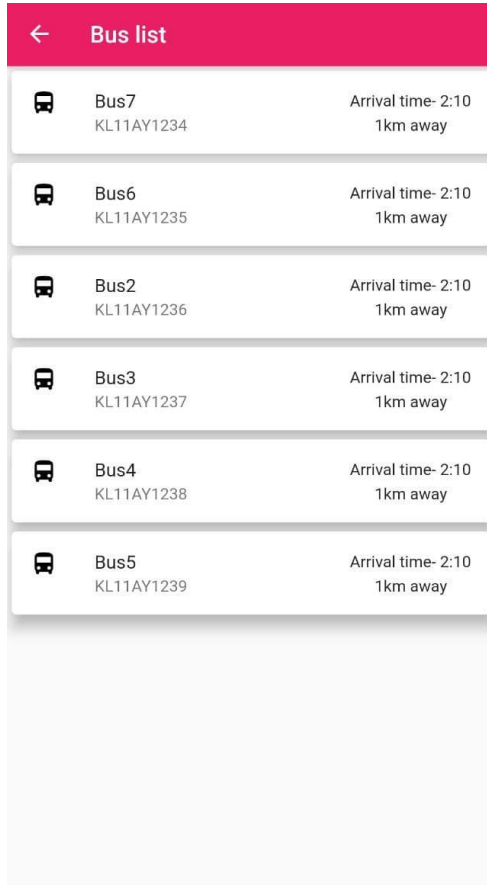 Bus list
Bus7
Arrival time- 2:10
KL11AY1234
1km away
Bus6
Arrival time- 2:10
KL11AY1235
1km away
Bus2
Arrival time- 2:10
KL11AY1236
1km away
Bus3
Arrival time- 2:10
KL11AY1237
1km away
Bus4
Arrival time- 2:10
KL11AY1238
1km away
Bus5
Arrival time- 2:10
KL11AY1239
1km away